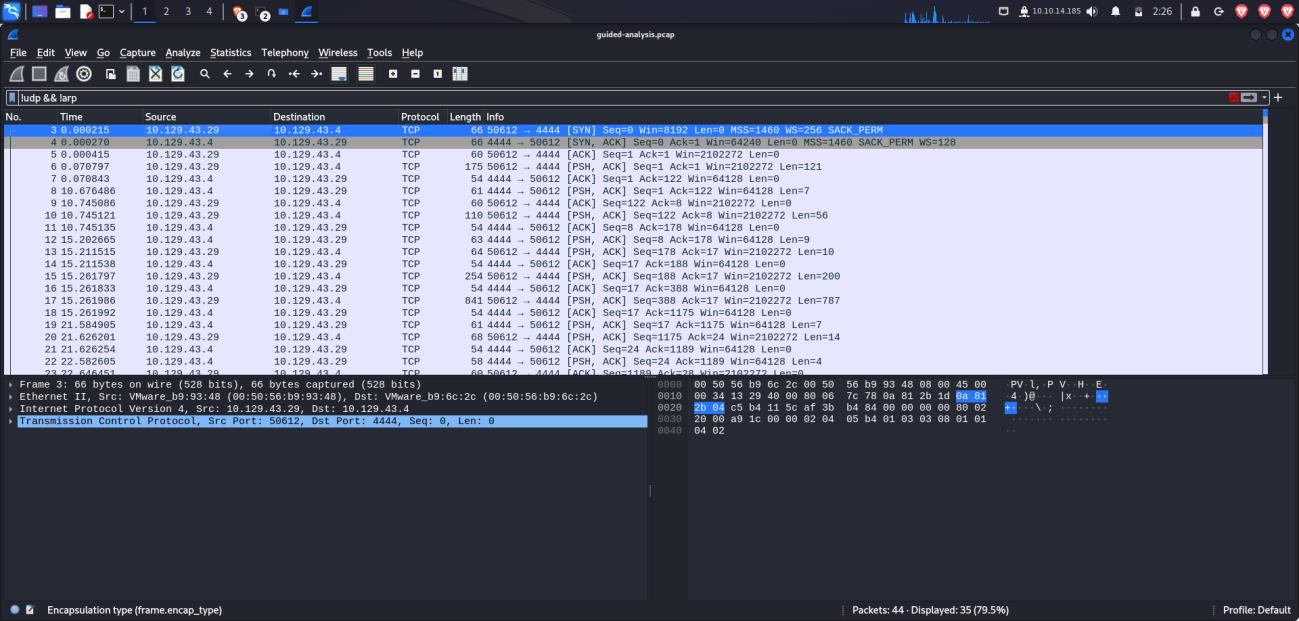 1 2 3 4 3 2 10.10.14.185 2:26
guided-analysis.pcap
File Edit View Go Capture Analyze Statistics Telephony Wireless Tools Help
!udp && !arp
No. Time Source Destination Protocol Length Info
3 0.000215 10.129.43.29 10.129.43.4 TCP 66 50612 → 4444 [SYN] Seq=0 Win=8192 Len=0 MSS=1460 WS=256 SACK_PERM
4 0.000270 10.129.43.4 10.129.43.29 TCP 66 4444 → 50612 [SYN, ACK] Seq=0 Ack=1 Win=64240 Len=0 MSS=1460 SACK_PERM WS=128
5 0.000415 10.129.43.29 10.129.43.4 TCP 60 50612 → 4444 [ACK] Seq=1 Ack=1 Win=2102272 Len=0
6 0.070797 10.129.43.29 10.129.43.4 TCP 175 50612 → 4444 [PSH, ACK] Seq=1 Ack=1 Win=2102272 Len=121
7 0.070843 10.129.43.4 10.129.43.29 TCP 54 4444 → 50612 [ACK] Seq=1 Ack=122 Win=64128 Len=0
8 10.676486 10.129.43.4 10.129.43.29 TCP 61 4444 → 50612 [PSH, ACK] Seq=1 Ack=122 Win=64128 Len=7
9 10.745086 10.129.43.29 10.129.43.4 TCP 60 50612 → 4444 [ACK] Seq=122 Ack=8 Win=2102272 Len=0
10 10.745121 10.129.43.29 10.129.43.4 TCP 110 50612 → 4444 [PSH, ACK] Seq=122 Ack=8 Win=2102272 Len=56
11 10.745135 10.129.43.4 10.129.43.29 TCP 54 4444 → 50612 [ACK] Seq=8 Ack=178 Win=64128 Len=0
12 15.202665 10.129.43.4 10.129.43.29 TCP 63 4444 → 50612 [PSH, ACK] Seq=8 Ack=178 Win=64128 Len=9
13 15.211515 10.129.43.29 10.129.43.4 TCP 64 50612 → 4444 [PSH, ACK] Seq=178 Ack=17 Win=2102272 Len=10
14 15.211538 10.129.43.4 10.129.43.29 TCP 54 4444 → 50612 [ACK] Seq=17 Ack=188 Win=64128 Len=0
15 15.261797 10.129.43.29 10.129.43.4 TCP 254 50612 → 4444 [PSH, ACK] Seq=188 Ack=17 Win=2102272 Len=200
16 15.261833 10.129.43.4 10.129.43.29 TCP 54 4444 → 50612 [ACK] Seq=17 Ack=388 Win=64128 Len=0
17 15.261986 10.129.43.29 10.129.43.4 TCP 841 50612 → 4444 [PSH, ACK] Seq=388 Ack=17 Win=2102272 Len=787
18 15.261992 10.129.43.4 10.129.43.29 TCP 54 4444 → 50612 [ACK] Seq=17 Ack=1175 Win=64128 Len=0
19 21.584905 10.129.43.4 10.129.43.29 TCP 61 4444 → 50612 [PSH, ACK] Seq=17 Ack=1175 Win=64128 Len=7
20 21.626201 10.129.43.29 10.129.43.4 TCP 68 50612 → 4444 [PSH, ACK] Seq=1175 Ack=24 Win=2102272 Len=14
21 21.626254 10.129.43.4 10.129.43.29 TCP 54 4444 → 50612 [ACK] Seq=24 Ack=1189 Win=64128 Len=0
22 22.582605 10.129.43.4 10.129.43.29 TCP 58 4444 → 50612 [PSH, ACK] Seq=24 Ack=1189 Win=64128 Len=4
23 22.646451 10.129.43.29 10.129.43.4 TCP 60 50612 → 4444 [ACK] Seq=1189 Ack=28 Win=2102272 Len=0
Frame 3: 66 bytes on wire (528 bits), 66 bytes captured (528 bits)
Ethernet II, Src: VMware_b9:93:48 (00:50:56:b9:93:48), Dst: VMware_b9:6c:2c (00:50:56:b9:6c:2c)
Internet Protocol Version 4, Src: 10.129.43.29, Dst: 10.129.43.4
Transmission Control Protocol, Src Port: 50612, Dst Port: 4444, Seq: 0, Len: 0
0000 00 50 56 b9 6c 2c 00 50 56 b9 93 48 08 00 45 00 ·PV·l,·P V··H··E·
0010 00 34 13 29 40 00 80 06 7c 78 0a 81 2b 1d 0a 81 ·4·)@··· |x··+···
0020 2b 04 c5 b4 11 5c af 3b b4 84 00 00 00 00 80 02 +····\·; ········
0030 20 00 a9 1c 00 00 02 04 05 b4 01 03 03 08 01 01 ······· ········
0040 04 02 ··
Encapsulation type (frame.encap_type) Packets: 44 · Displayed: 35 (79.5%) Profile: Default